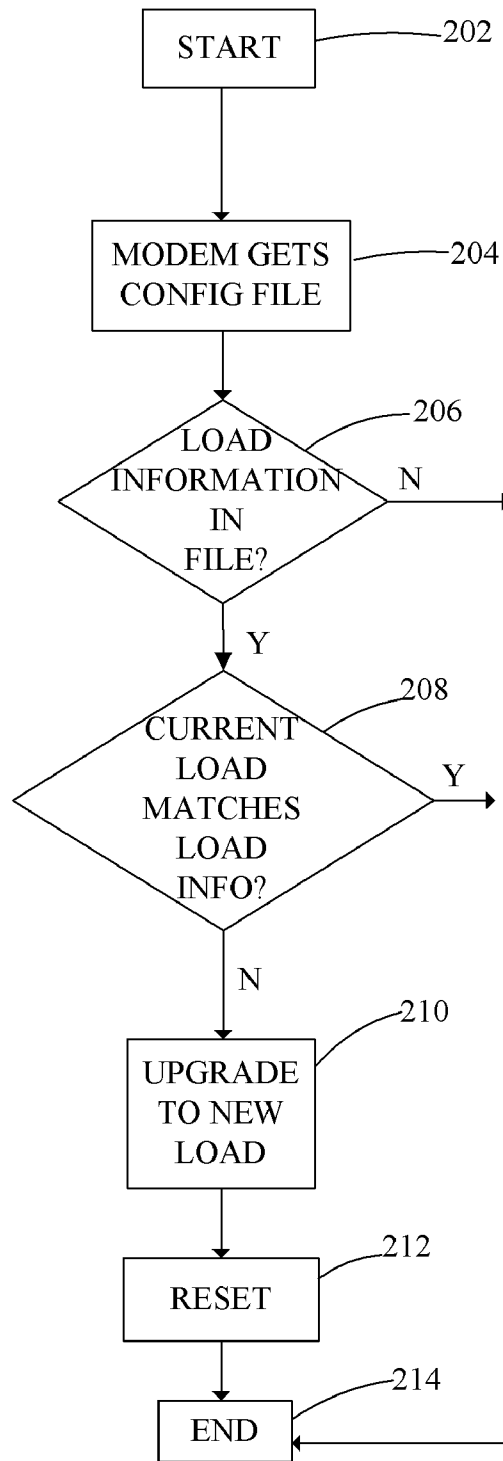 START
202
MODEM GETS
CONFIG FILE
204
206
LOAD
INFORMATION
IN
FILE?
N
Y
208
CURRENT
LOAD
MATCHES
LOAD
INFO?
Y
N
210
UPGRADE
TO NEW
LOAD
212
RESET
214
END